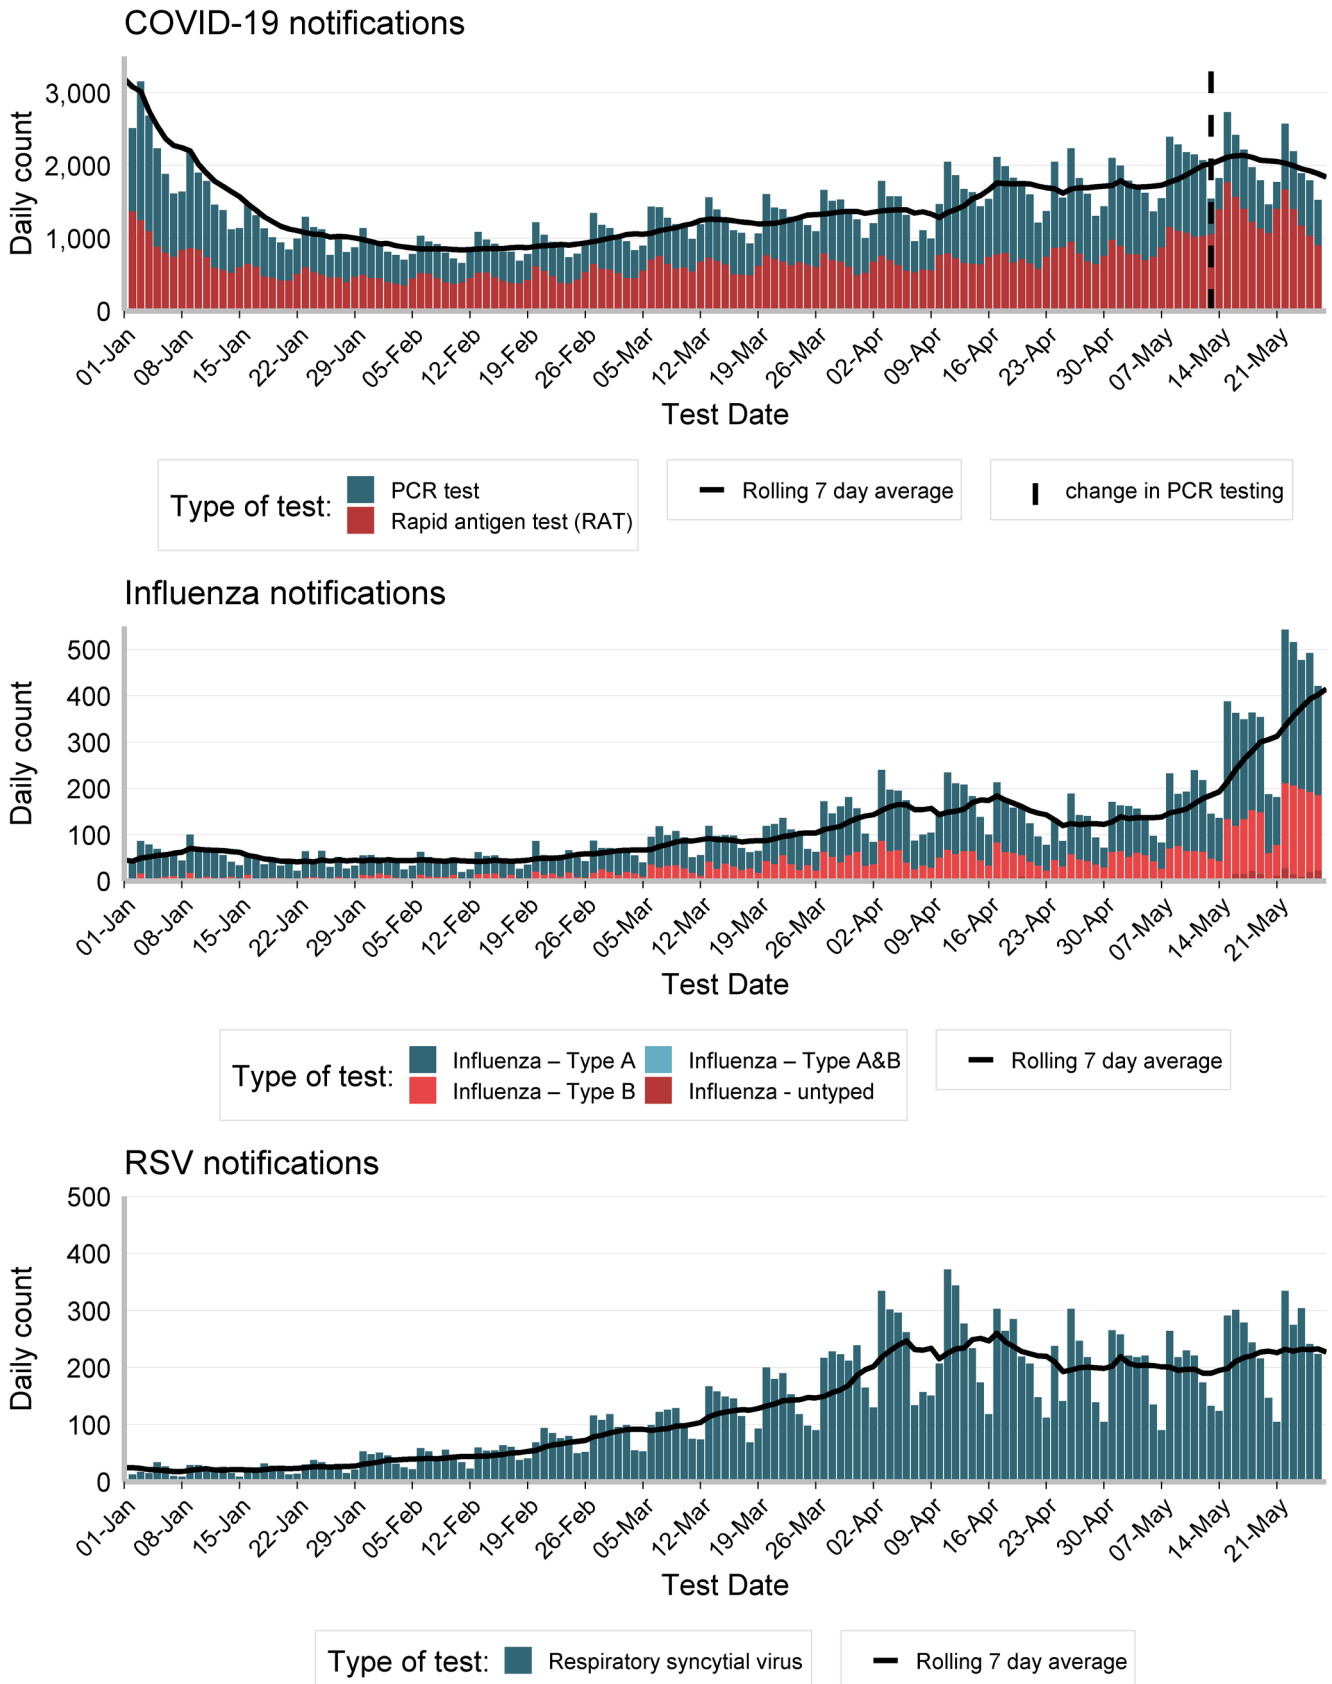 COVID-19 notifications
Daily count
3,000
2,000
1,000
0
01-Jan 08-Jan 15-Jan 22-Jan 29-Jan 05-Feb 12-Feb 19-Feb 26-Feb 05-Mar 12-Mar 19-Mar 26-Mar 02-Apr 09-Apr 16-Apr 23-Apr 30-Apr 07-May 14-May 21-May
Test Date
Type of test:
PCR test
Rapid antigen test (RAT)
Rolling 7 day average
change in PCR testing
Influenza notifications
Daily count
500
400
300
200
100
0
01-Jan 08-Jan 15-Jan 22-Jan 29-Jan 05-Feb 12-Feb 19-Feb 26-Feb 05-Mar 12-Mar 19-Mar 26-Mar 02-Apr 09-Apr 16-Apr 23-Apr 30-Apr 07-May 14-May 21-May
Test Date
Type of test:
Influenza – Type A
Influenza – Type A&B
Influenza – Type B
Influenza - untyped
Rolling 7 day average
RSV notifications
Daily count
500
400
300
200
100
0
01-Jan 08-Jan 15-Jan 22-Jan 29-Jan 05-Feb 12-Feb 19-Feb 26-Feb 05-Mar 12-Mar 19-Mar 26-Mar 02-Apr 09-Apr 16-Apr 23-Apr 30-Apr 07-May 14-May 21-May
Test Date
Type of test:
Respiratory syncytial virus
Rolling 7 day average